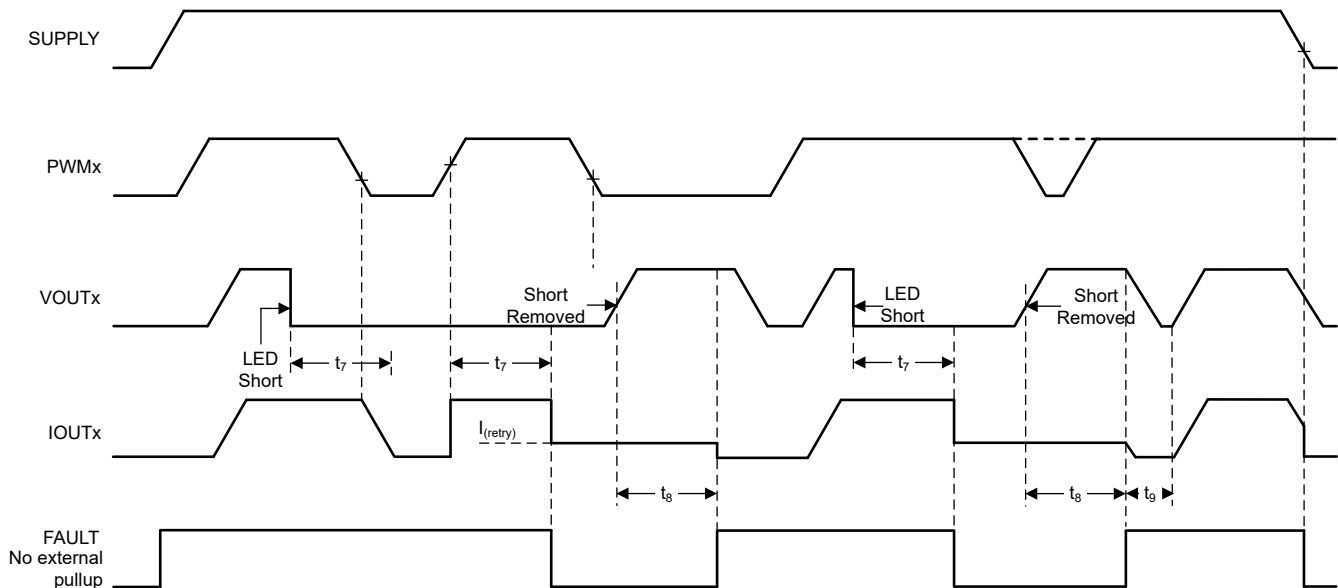 SUPPLY
PWMx
VOUTx
LED
Short
t7
t7
Short
Removed
LED
Short
t7
Short
Removed
IOUTx
I(retry)
t8
t8
t9
FAULT
No external
pullup